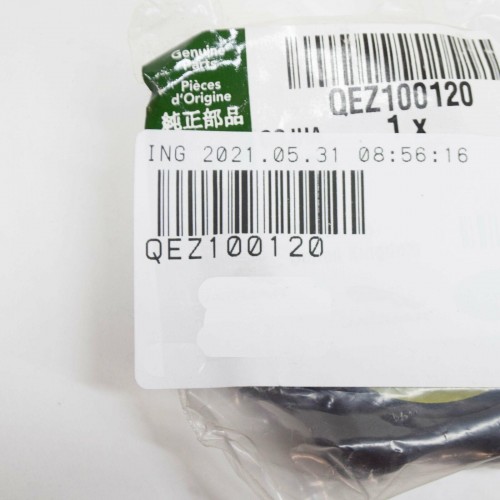 Genuine
Parts
Pièces
d'Origine
純正部品
QEZ100120
1 x
ING 2021.05.31 08:56:16
QEZ100120